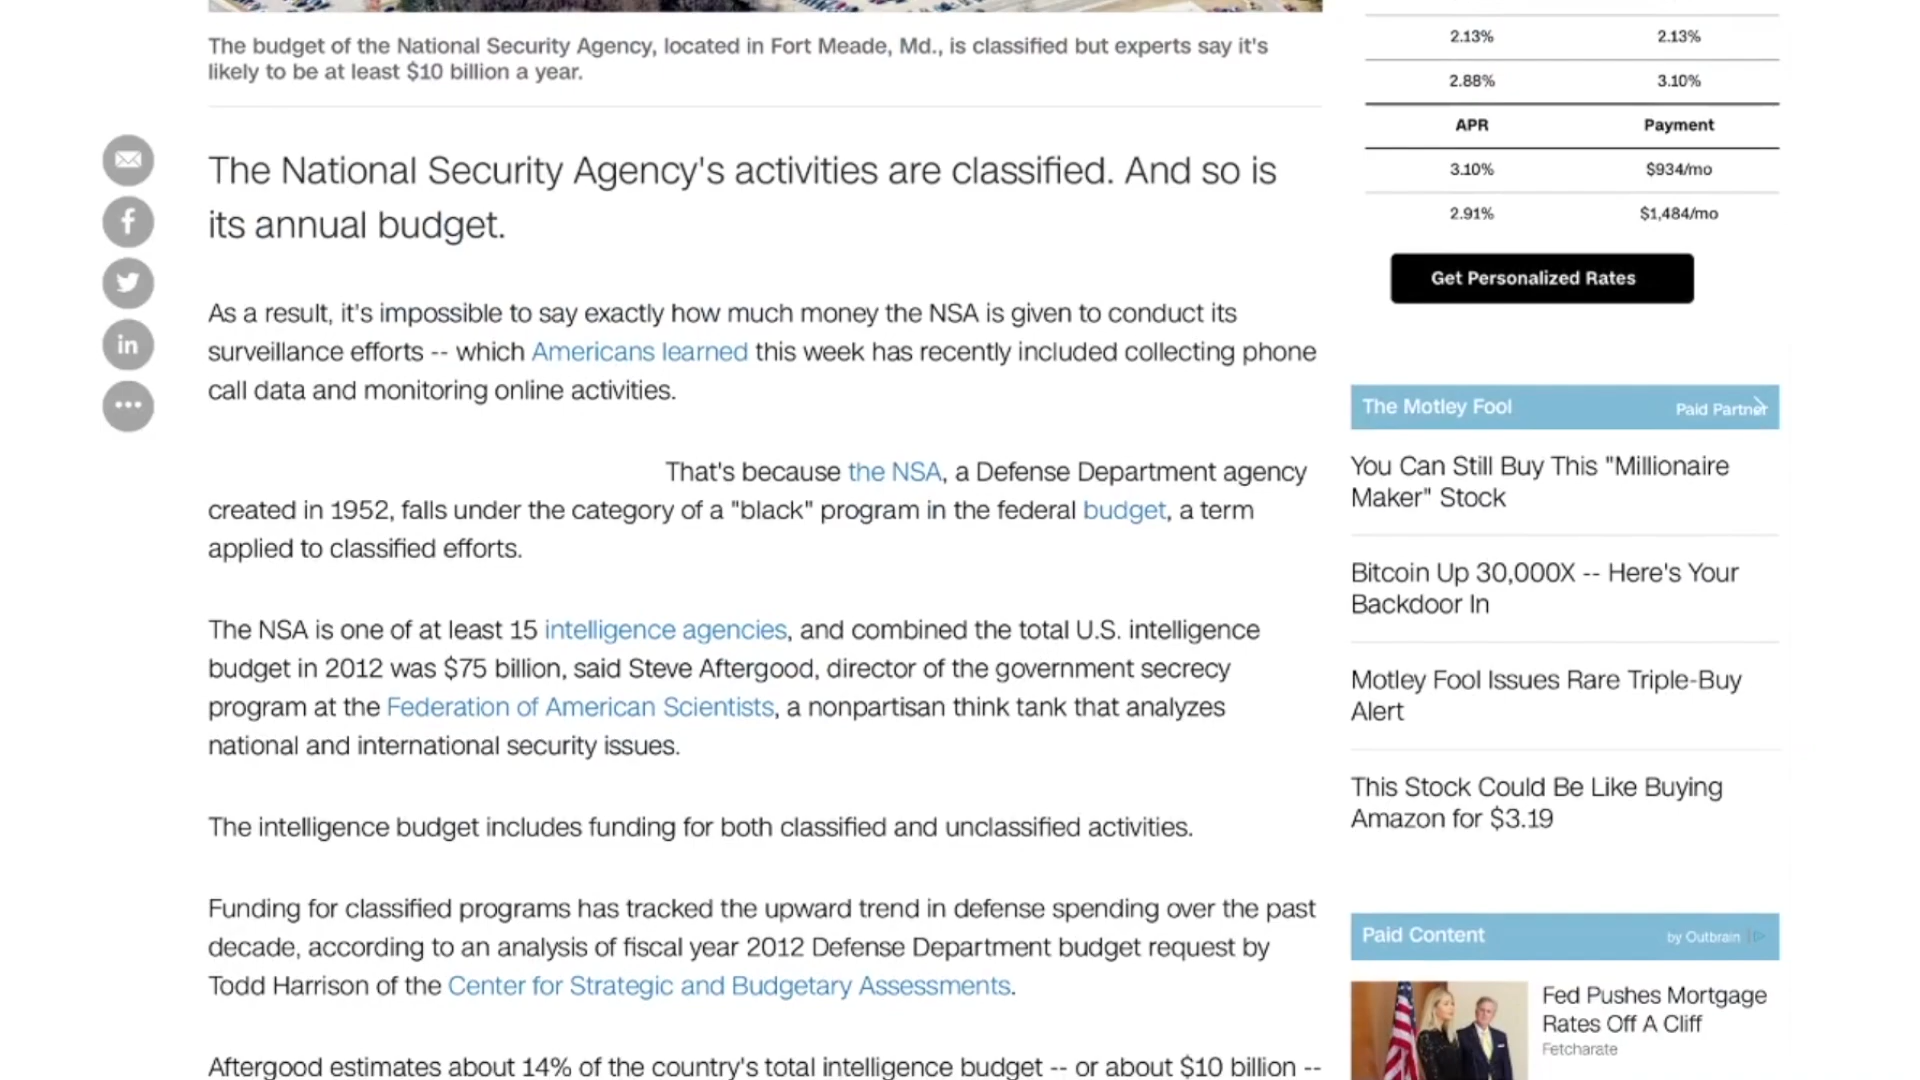 The budget of the National Security Agency, located in Fort Meade, Md., is classified but experts say it's
likely to be at least $10 billion a year.
The National Security Agency's activities are classified. And so is
its annual budget.
As a result, it's impossible to say exactly how much money the NSA is given to conduct its
surveillance efforts -- which Americans learned this week has recently included collecting phone
call data and monitoring online activities.
That's because the NSA, a Defense Department agency
created in 1952, falls under the category of a "black" program in the federal budget, a term
applied to classified efforts.
The NSA is one of at least 15 intelligence agencies, and combined the total U.S. intelligence
budget in 2012 was $75 billion, said Steve Aftergood, director of the government secrecy
program at the Federation of American Scientists, a nonpartisan think tank that analyzes
national and international security issues.
The intelligence budget includes funding for both classified and unclassified activities.
Funding for classified programs has tracked the upward trend in defense spending over the past
decade, according to an analysis of fiscal year 2012 Defense Department budget request by
Todd Harrison of the Center for Strategic and Budgetary Assessments.
Aftergood estimates about 14% of the country's total intelligence budget -- or about $10 billion --
2.13% 2.13%
2.88% 3.10%
APR Payment
3.10% $934/mo
2.91% $1,484/mo
Get Personalized Rates
The Motley Fool Paid Partner
You Can Still Buy This "Millionaire
Maker" Stock
Bitcoin Up 30,000X -- Here's Your
Backdoor In
Motley Fool Issues Rare Triple-Buy
Alert
This Stock Could Be Like Buying
Amazon for $3.19
Paid Content by Outbrain
Fed Pushes Mortgage
Rates Off A Cliff
Fetcharate